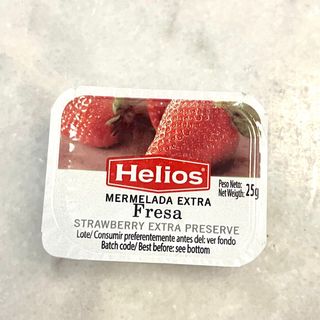 Helios®
MERMELADA EXTRA
Fresa
STRAWBERRY EXTRA PRESERVE
Peso Neto:
Net Weigth: 25g
Lote/ Consumir preferentemente antes del: ver fondo
Batch code/ Best before: see bottom